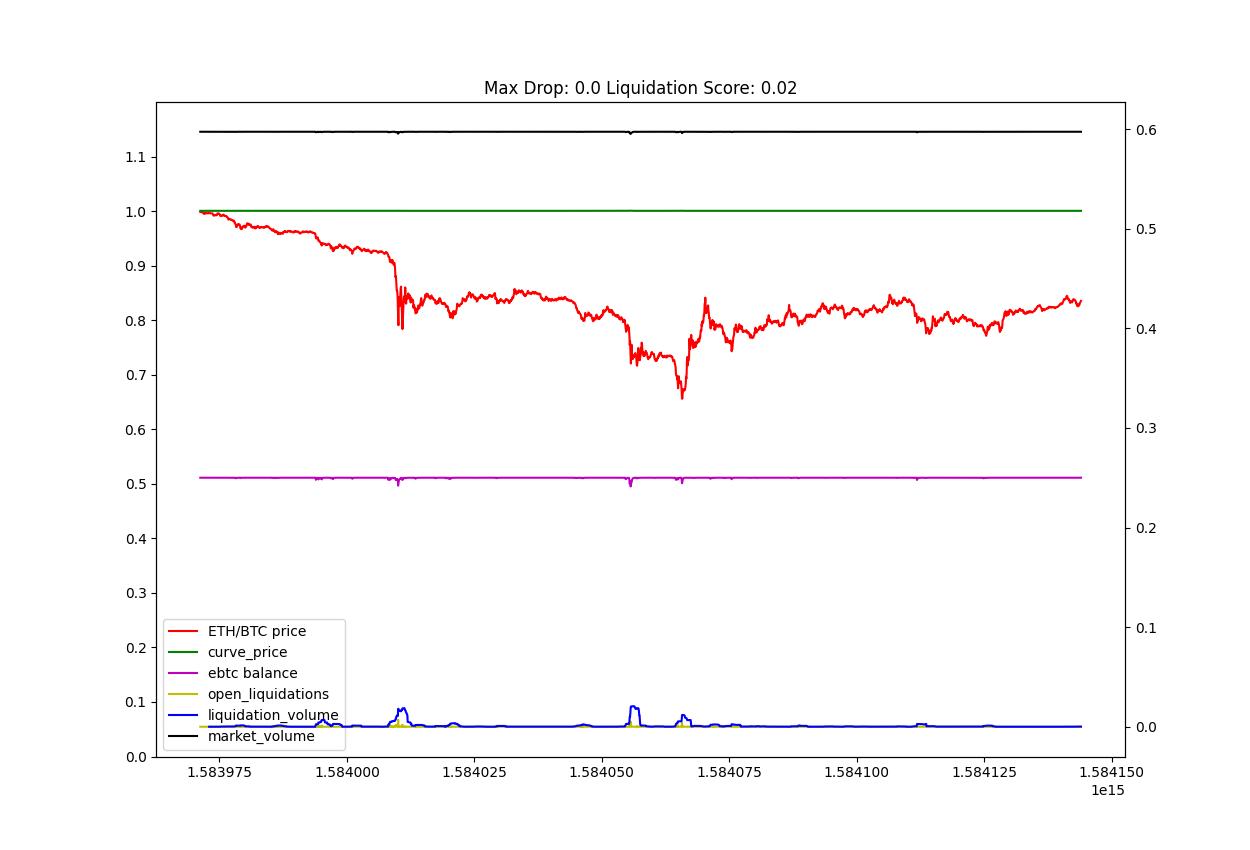 Max Drop: 0.0 Liquidation Score: 0.02
1.1
1.0
0.9
0.8
0.7
0.6
0.5
0.4
0.3
0.2
0.1
0.0
0.6
0.5
0.4
0.3
0.2
0.1
0.0
ETH/BTC price
curve_price
ebtc balance
open_liquidations
liquidation_volume
market_volume
1.583975 1.584000 1.584025 1.584050 1.584075 1.584100 1.584125 1.584150
1e15